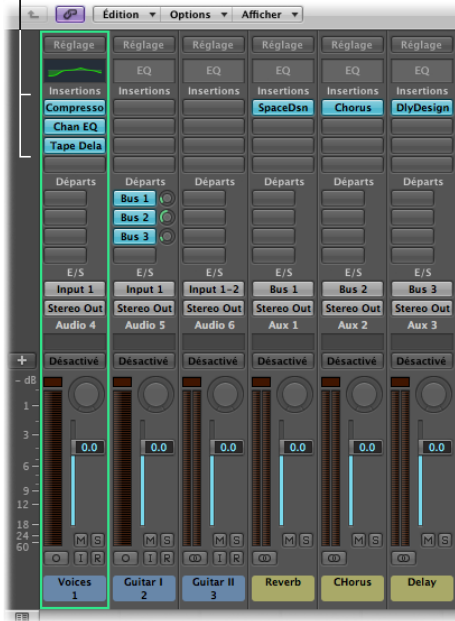 Édition Options Afficher
Réglage Réglage Réglage Réglage Réglage Réglage
EQ EQ EQ EQ EQ
Insertions Insertions Insertions Insertions Insertions Insertions
Compresso SpaceDsn Chorus DlyDesign
Chan EQ
Tape Dela
Départs Départs Départs Départs Départs Départs
Bus 1
Bus 2
Bus 3
E/S E/S E/S E/S E/S E/S
Input 1 Input 1 Input 1-2 Bus 1 Bus 2 Bus 3
Stereo Out Stereo Out Stereo Out Stereo Out Stereo Out Stereo Out
Audio 4 Audio 5 Audio 6 Aux 1 Aux 2 Aux 3
+ Désactivé Désactivé Désactivé Désactivé Désactivé Désactivé
- dB
1
3
0.0 0.0 0.0 0.0 0.0 0.0
6
9
12
18
24
60
M S M S M S M S M S M S
I R I R I R
Voices Guitar I Guitar II Reverb CHorus Delay
1 2 3